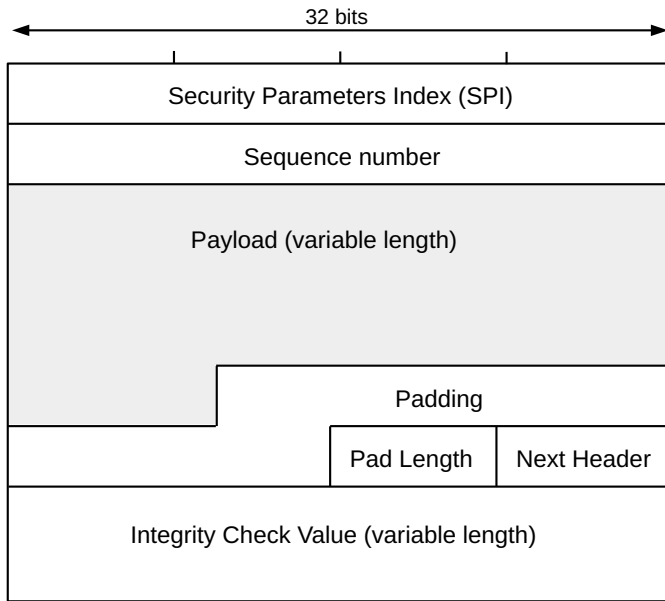 32 bits
Security Parameters Index (SPI)
Sequence number
Payload (variable length)
Padding
Pad Length
Next Header
Integrity Check Value (variable length)